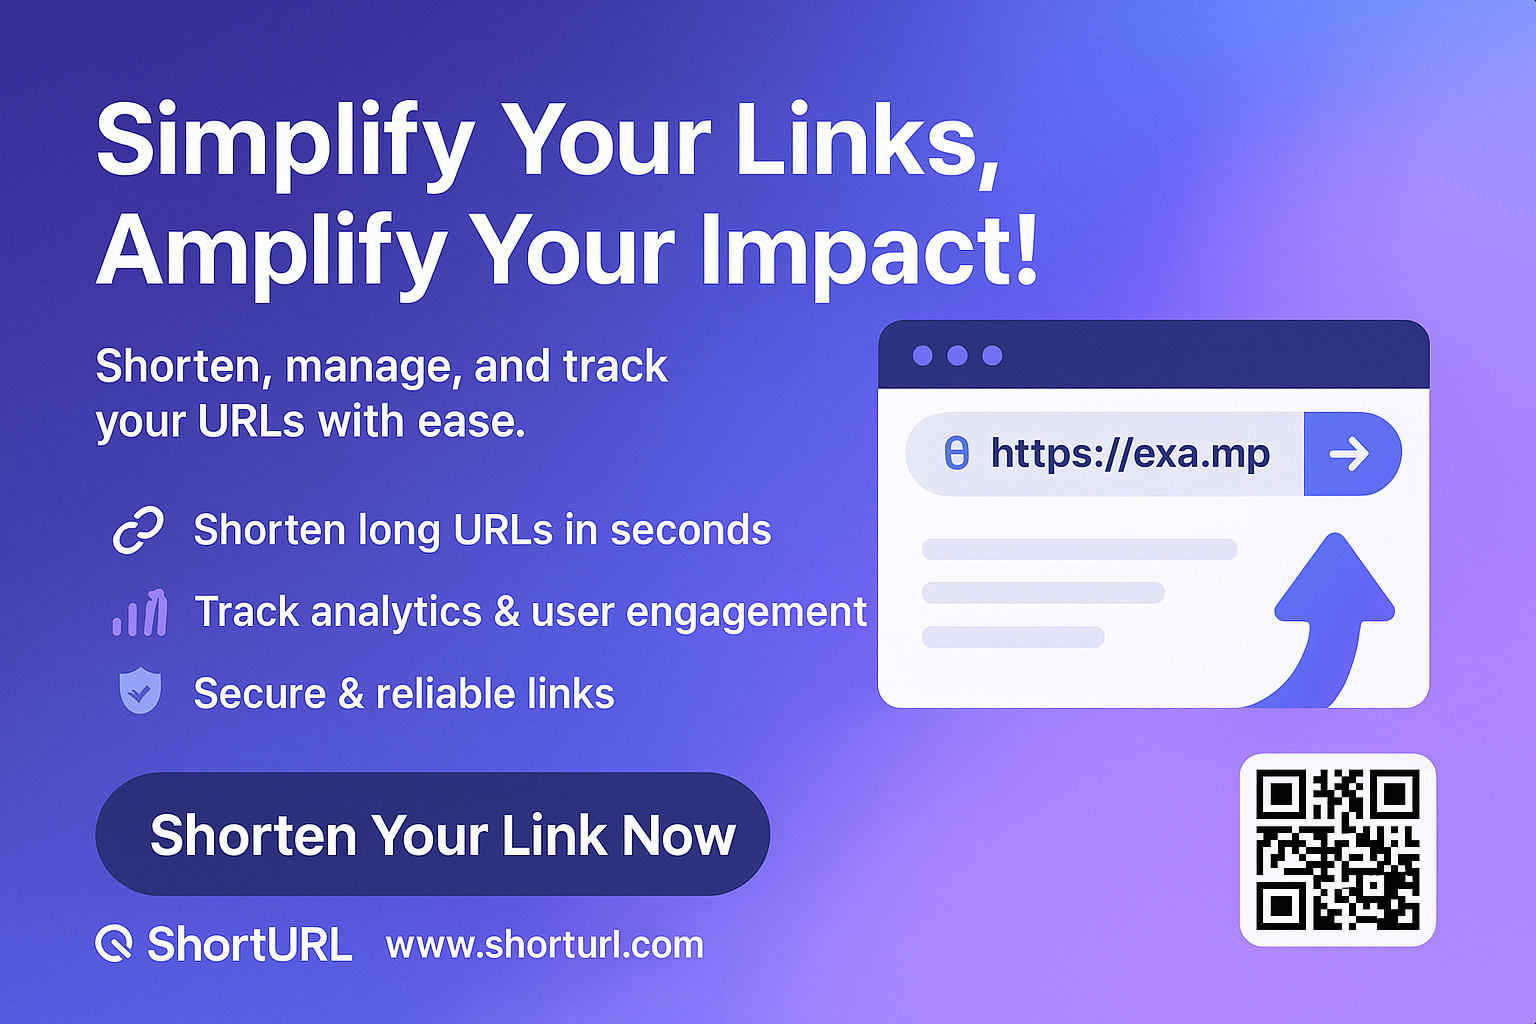 Simplify Your Links,
Amplify Your Impact!
Shorten, manage, and track
your URLs with ease.
Shorten long URLs in seconds
Track analytics & user engagement
Secure & reliable links
https://exa.mp
Shorten Your Link Now
ShortURL www.shorturl.com